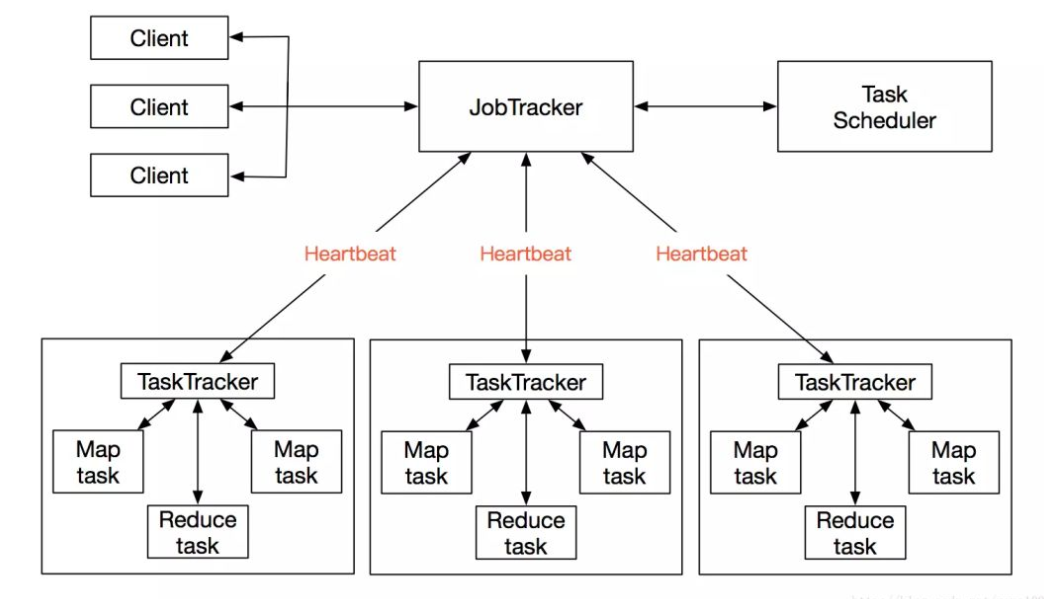 Client
Client
Client
JobTracker
Task
Scheduler
Heartbeat
Heartbeat
Heartbeat
TaskTracker
Map
task
Map
task
Reduce
task
TaskTracker
Map
task
Map
task
Reduce
task
TaskTracker
Map
task
Map
task
Reduce
task